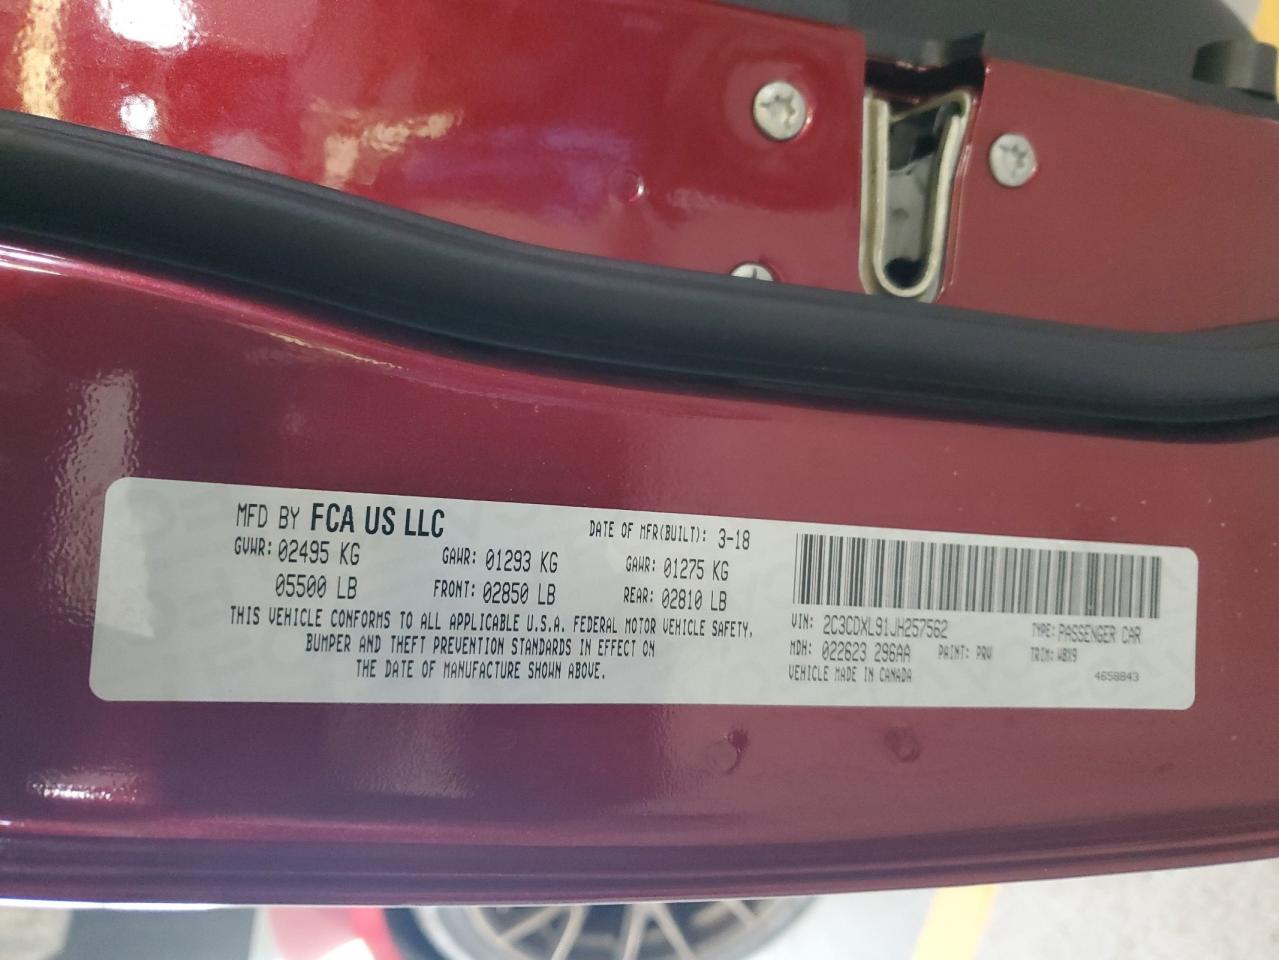 MFD BY FCA US LLC DATE OF MFR(BUILT): 3-18
GVWR: 02495 KG GAWR: 01293 KG GAWR: 01275 KG
05500 LB FRONT: 02850 LB REAR: 02810 LB
THIS VEHICLE CONFORMS TO ALL APPLICABLE U.S.A. FEDERAL MOTOR VEHICLE SAFETY,
BUMPER AND THEFT PREVENTION STANDARDS IN EFFECT ON
THE DATE OF MANUFACTURE SHOWN ABOVE.
VIN: 2C3CDXL91JH257562 TYPE: PASSENGER CAR
MDH: 022623 296AA PAINT: PRV TRIM: WBX9
VEHICLE MADE IN CANADA 4658843